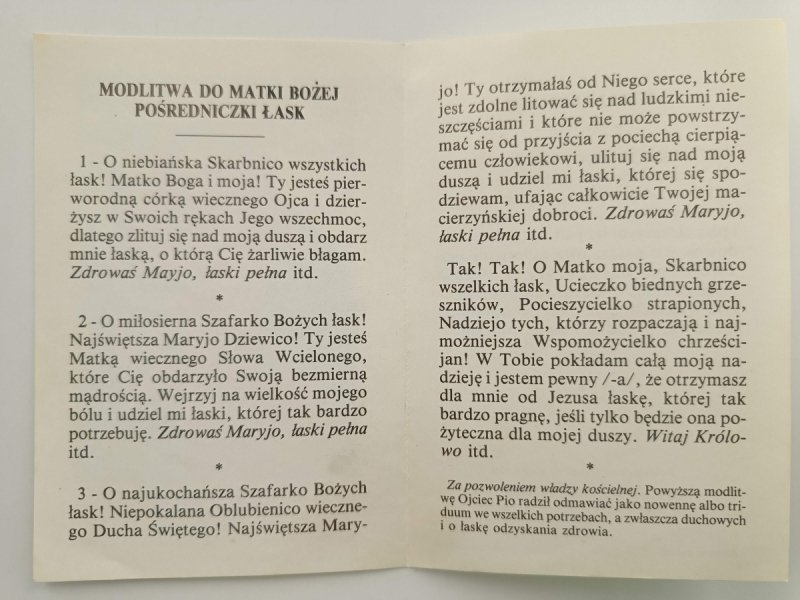 MODLITWA DO MATKI BOŻEJ
POŚREDNICZKI ŁASK
1 - O niebiańska Skarbnico wszystkich
łask! Matko Boga i moja! Ty jesteś pier-
worodną córką wiecznego Ojca i dzier-
żysz w Swoich rękach Jego wszechmoc,
dlatego zlituj się nad moją duszą i obdarz
mnie łaską, o którą Cię żarliwie błagam.
Zdrowaś Mayjo, łaski pełna itd.
*
2 - O miłosierna Szafarko Bożych łask!
Najświętsza Maryjo Dziewico! Ty jesteś
Matką wiecznego Słowa Wcielonego,
które Cię obdarzyło Swoją bezmierną
mądrością. Wejrzyj na wielkość mojego
bólu i udziel mi łaski, której tak bardzo
potrzebuję. Zdrowaś Maryjo, łaski pełna
itd.
*
3 - O najukochańsza Szafarko Bożych
łask! Niepokalana Oblubienico wieczne-
go Ducha Świętego! Najświętsza Mary-
jo! Ty otrzymałaś od Niego serce, które
jest zdolne litować się nad ludzkimi nie-
szczęściami i które nie może powstrzy-
mać się od przyjścia z pociechą cierpią-
cemu człowiekowi, ulituj się nad moją
duszą i udziel mi łaski, której się spo-
dziewam, ufając całkowicie Twojej ma-
cierzyńskiej dobroci. Zdrowaś Maryjo,
łaski pełna itd.
*
Tak! Tak! O Matko moja, Skarbnico
wszelkich łask, Ucieczko biednych grze-
szników, Pocieszycielko strapionych,
Nadziejo tych, którzy rozpaczają i naj-
możniejsza Wspomożycielko chrześci-
jan! W Tobie pokładam całą moją na-
dzieję i jestem pewny /-a/, że otrzymasz
dla mnie od Jezusa łaskę, której tak
bardzo pragnę, jeśli tylko będzie ona po-
żyteczna dla mojej duszy. Witaj Królo-
wo itd.
*
Za pozwoleniem władzy kościelnej. Powyższą modlit-
wę Ojciec Pio radził odmawiać jako nowennę albo tri-
duum we wszelkich potrzebach, a zwłaszcza duchowych
i o łaskę odzyskania zdrowia.